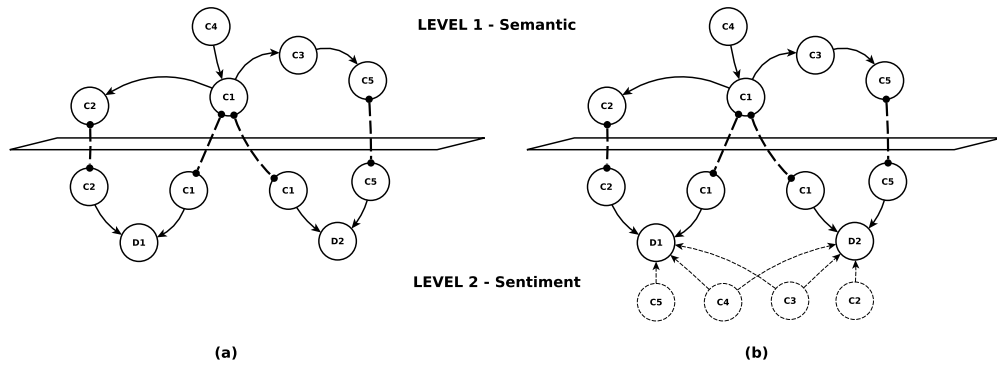 LEVEL 1 - Semantic
C4
C3
C1
C5
C2
C2
C1
C1
C5
D1
D2
C4
C3
C1
C5
C2
C2
C1
C1
C5
D1
D2
C5
C4
C3
C2
LEVEL 2 - Sentiment
(a)
(b)